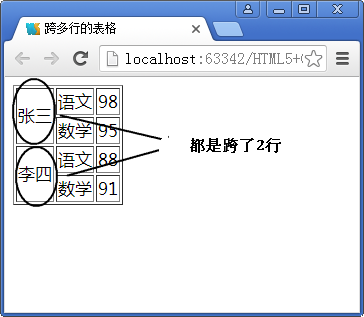 跨多行的表格
localhost:63342/HTML5+
张三 语文 98
数学 95
李四 语文 88
数学 91
都是跨了2行